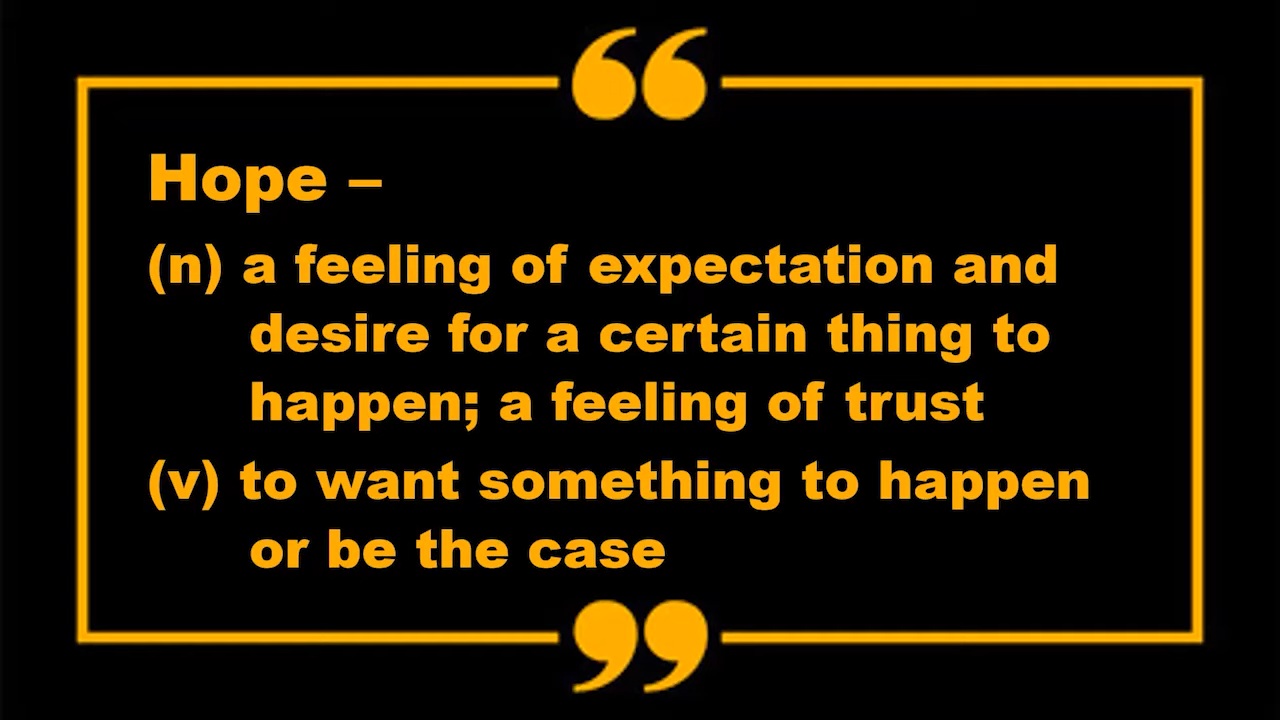 Hope –
(n) a feeling of expectation and
desire for a certain thing to
happen; a feeling of trust
(v) to want something to happen
or be the case